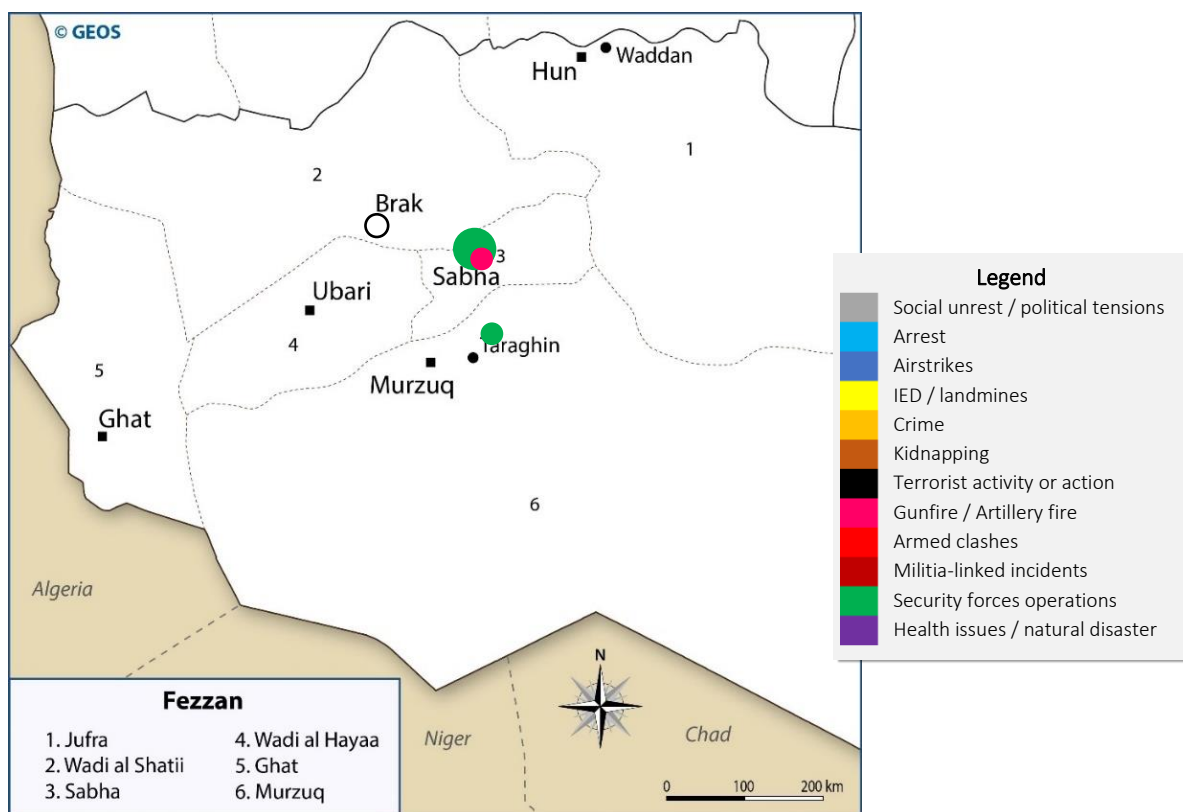 © GEOS
Hun
Waddan
1
2
Brak
3
Sabha
Ubari
4
Taraghin
Murzuq
5
Ghat
6
Algeria
Niger
Chad
N
Fezzan
1. Jufra
2. Wadi al Shatii
3. Sabha
4. Wadi al Hayaa
5. Ghat
6. Murzuq
0 100 200 km
Legend
Social unrest / political tensions
Arrest
Airstrikes
IED / landmines
Crime
Kidnapping
Terrorist activity or action
Gunfire / Artillery fire
Armed clashes
Militia-linked incidents
Security forces operations
Health issues / natural disaster